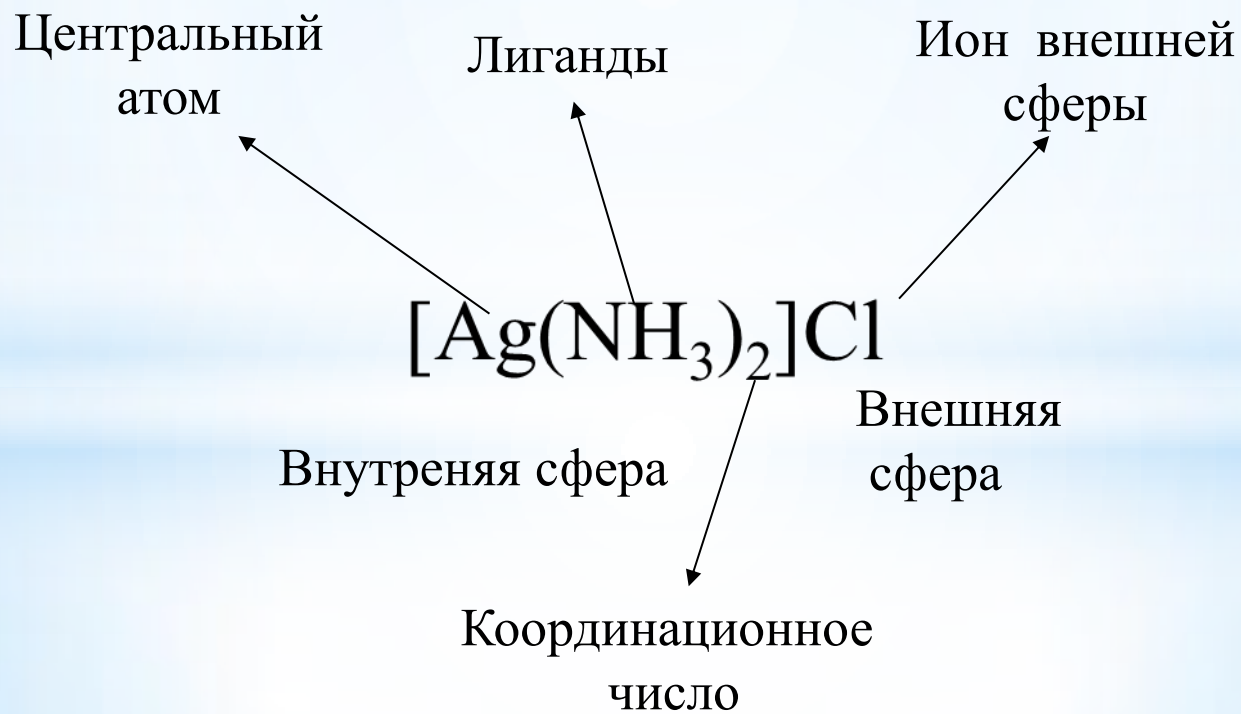 Центральный
атом
Лиганды
Ион внешней
сферы
[Ag(NH₃)₂]Cl
Внешняя
сфера
Внутреняя сфера
Координационное
число